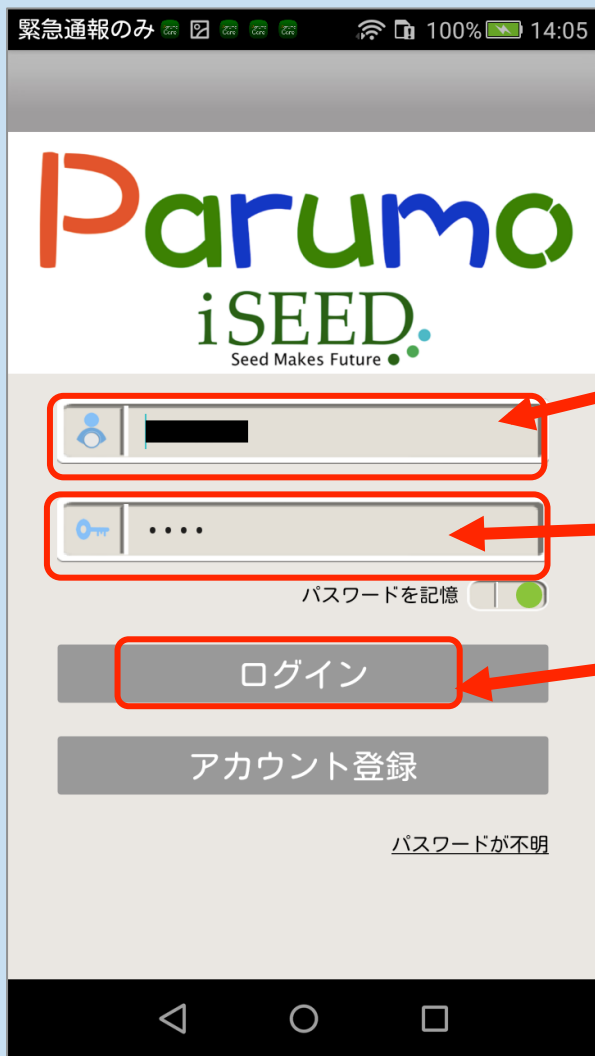 緊急通報のみ 100% 14:05
Parumo
iSEED
Seed Makes Future
••••
パスワードを記憶
ログイン
アカウント登録
パスワードが不明